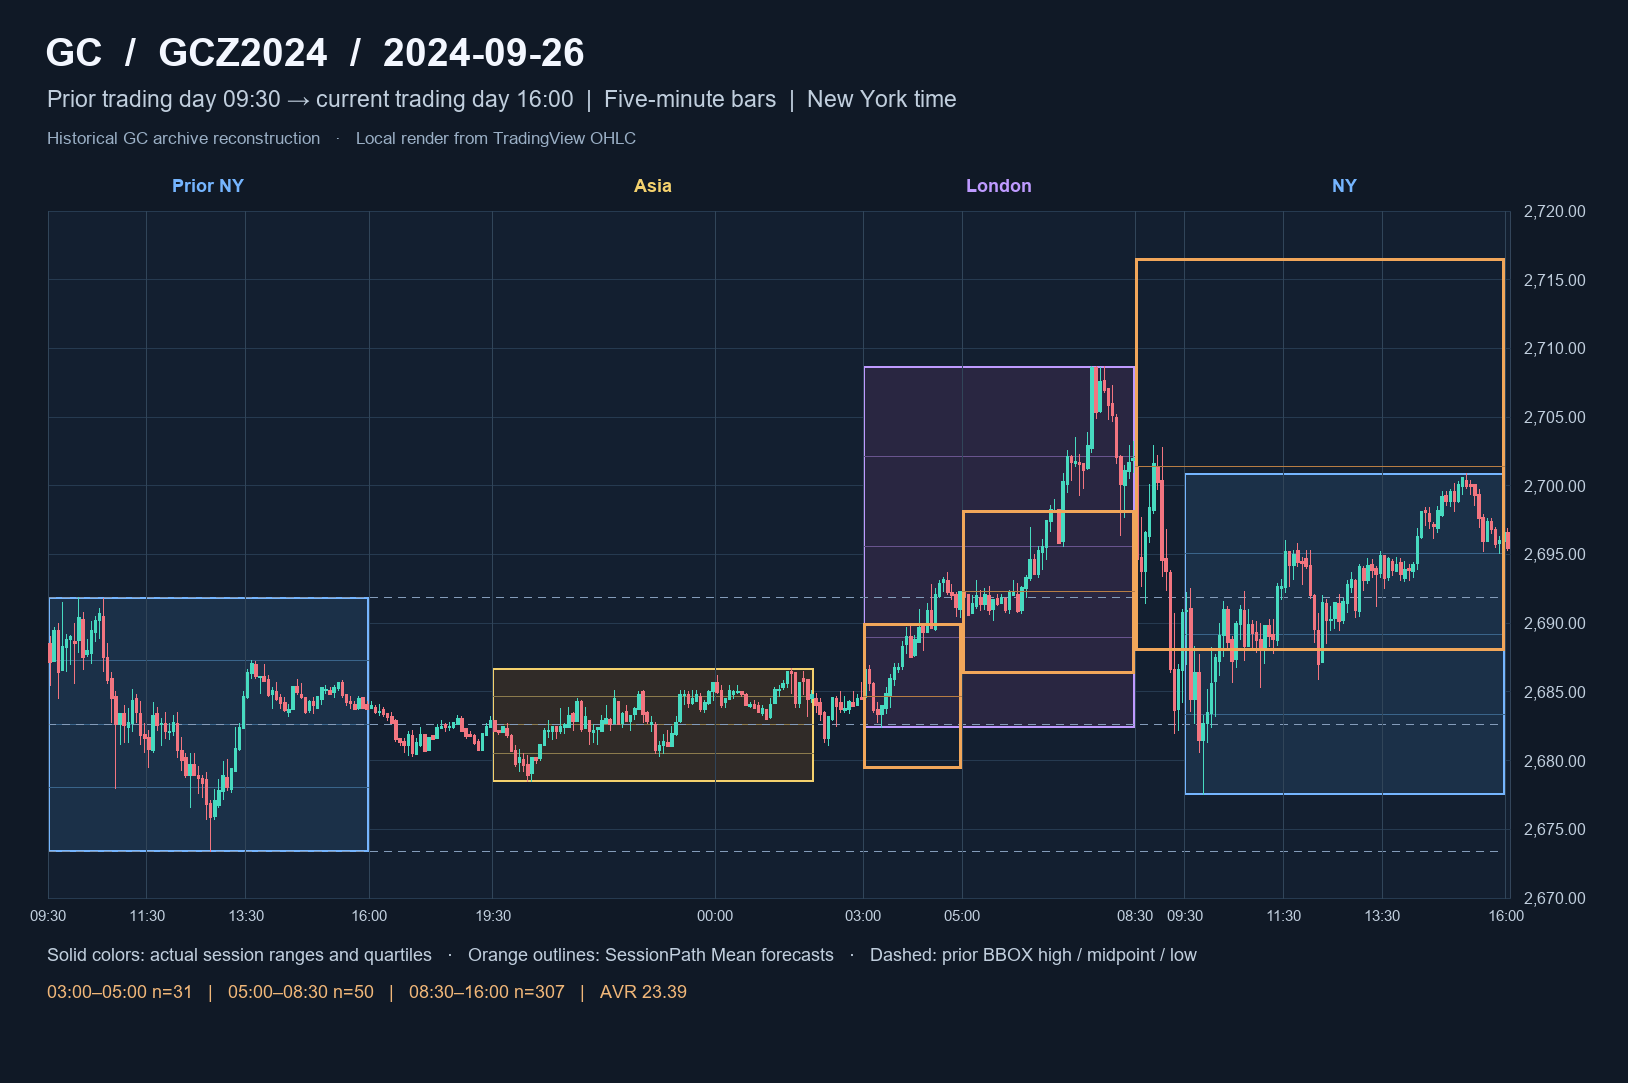 GC / GCZ2024 / 2024-09-26
Prior trading day 09:30 → current trading day 16:00 | Five-minute bars | New York time
Historical GC archive reconstruction · Local render from TradingView OHLC
Prior NY Asia London NY
2,720.00
2,715.00
2,710.00
2,705.00
2,700.00
2,695.00
2,690.00
2,685.00
2,680.00
2,675.00
2,670.00
09:30 11:30 13:30 16:00 19:30 00:00 03:00 05:00 08:30 09:30 11:30 13:30 16:00
Solid colors: actual session ranges and quartiles · Orange outlines: SessionPath Mean forecasts · Dashed: prior BBOX high / midpoint / low
03:00–05:00 n=31 | 05:00–08:30 n=50 | 08:30–16:00 n=307 | AVR 23.39